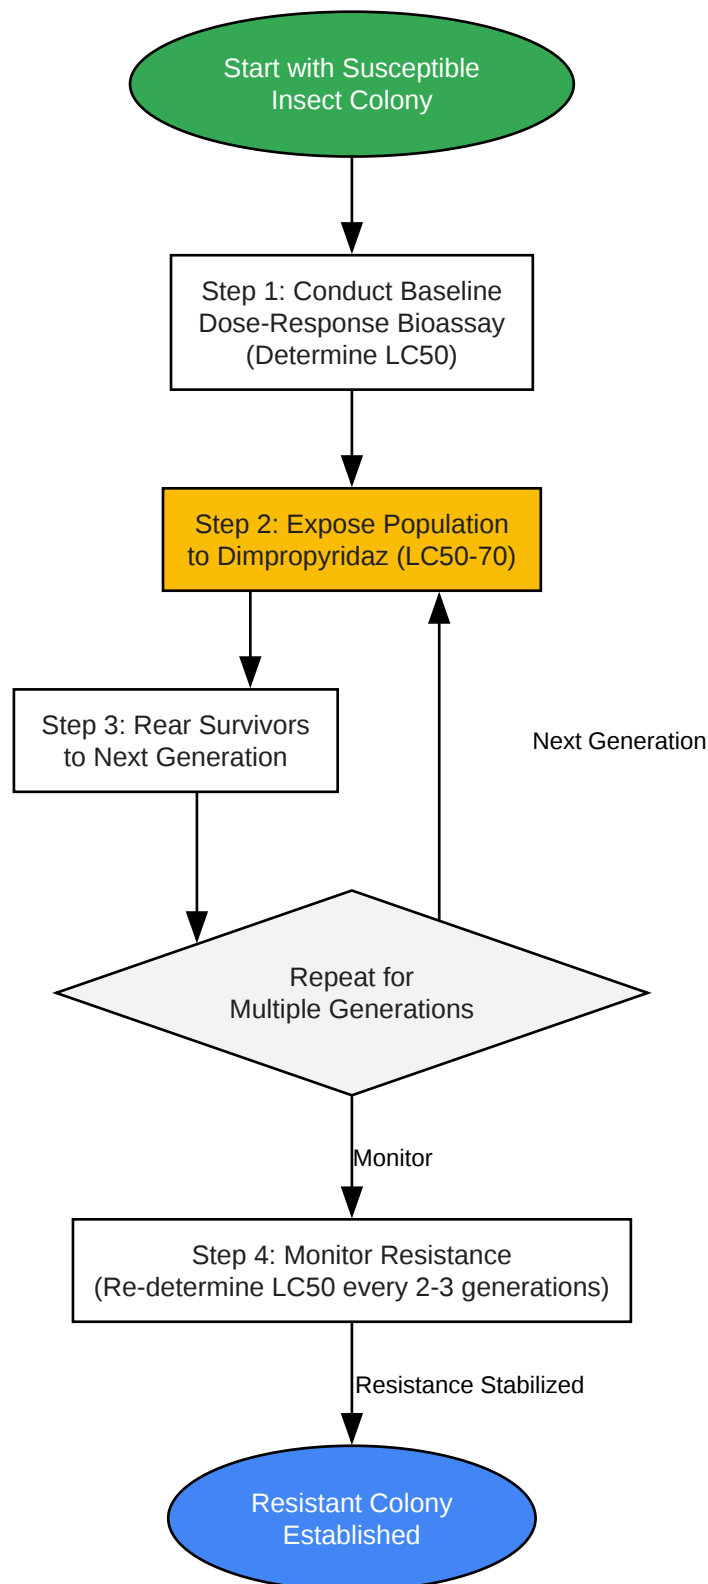 Start with Susceptible
Insect Colony
Step 1: Conduct Baseline
Dose-Response Bioassay
(Determine LC50)
Step 2: Expose Population
to Dimpropyridaz (LC50-70)
Step 3: Rear Survivors
to Next Generation
Next Generation
Repeat for
Multiple Generations
Monitor
Step 4: Monitor Resistance
(Re-determine LC50 every 2-3 generations)
Resistance Stabilized
Resistant Colony
Established